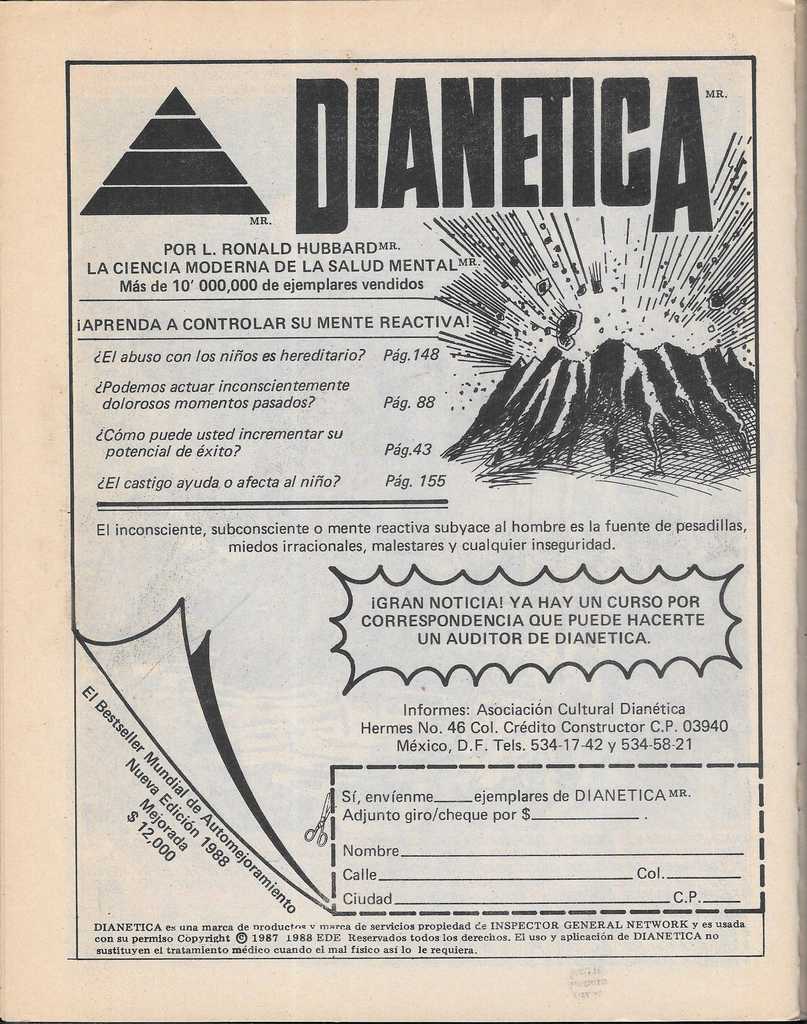 DIANETICA MR.
MR.
POR L. RONALD HUBBARD MR.
LA CIENCIA MODERNA DE LA SALUD MENTAL MR.
Más de 10' 000,000 de ejemplares vendidos
¡APRENDA A CONTROLAR SU MENTE REACTIVA!
¿El abuso con los niños es hereditario? Pág. 148
¿Podemos actuar inconscientemente
dolorosos momentos pasados? Pág. 88
¿Cómo puede usted incrementar su
potencial de éxito? Pág.43
¿El castigo ayuda o afecta al niño? Pág. 155
El inconsciente, subconsciente o mente reactiva subyace al hombre es la fuente de pesadillas,
miedos irracionales, malestares y cualquier inseguridad.
¡GRAN NOTICIA! YA HAY UN CURSO POR
CORRESPONDENCIA QUE PUEDE HACERTE
UN AUDITOR DE DIANETICA.
Informes: Asociación Cultural Dianética
Hermes No. 46 Col. Crédito Constructor C.P. 03940
México, D.F. Tels. 534-17-42 y 534-58-21
El Bestseller Mundial de Automejoramiento
Nueva Edición 1988
Mejorada
$ 12,000
Sí, envíenme_____ejemplares de DIANETICA MR.
Adjunto giro/cheque por $______________ .
Nombre
Calle Col.
Ciudad C.P.
DIANETICA es una marca de productos y marca de servicios propiedad de INSPECTOR GENERAL NETWORK y es usada
con su permiso Copyright © 1987 1988 EDE Reservados todos los derechos. El uso y aplicación de DIANETICA no
sustituyen el tratamiento médico cuando el mal físico así lo le requiera.